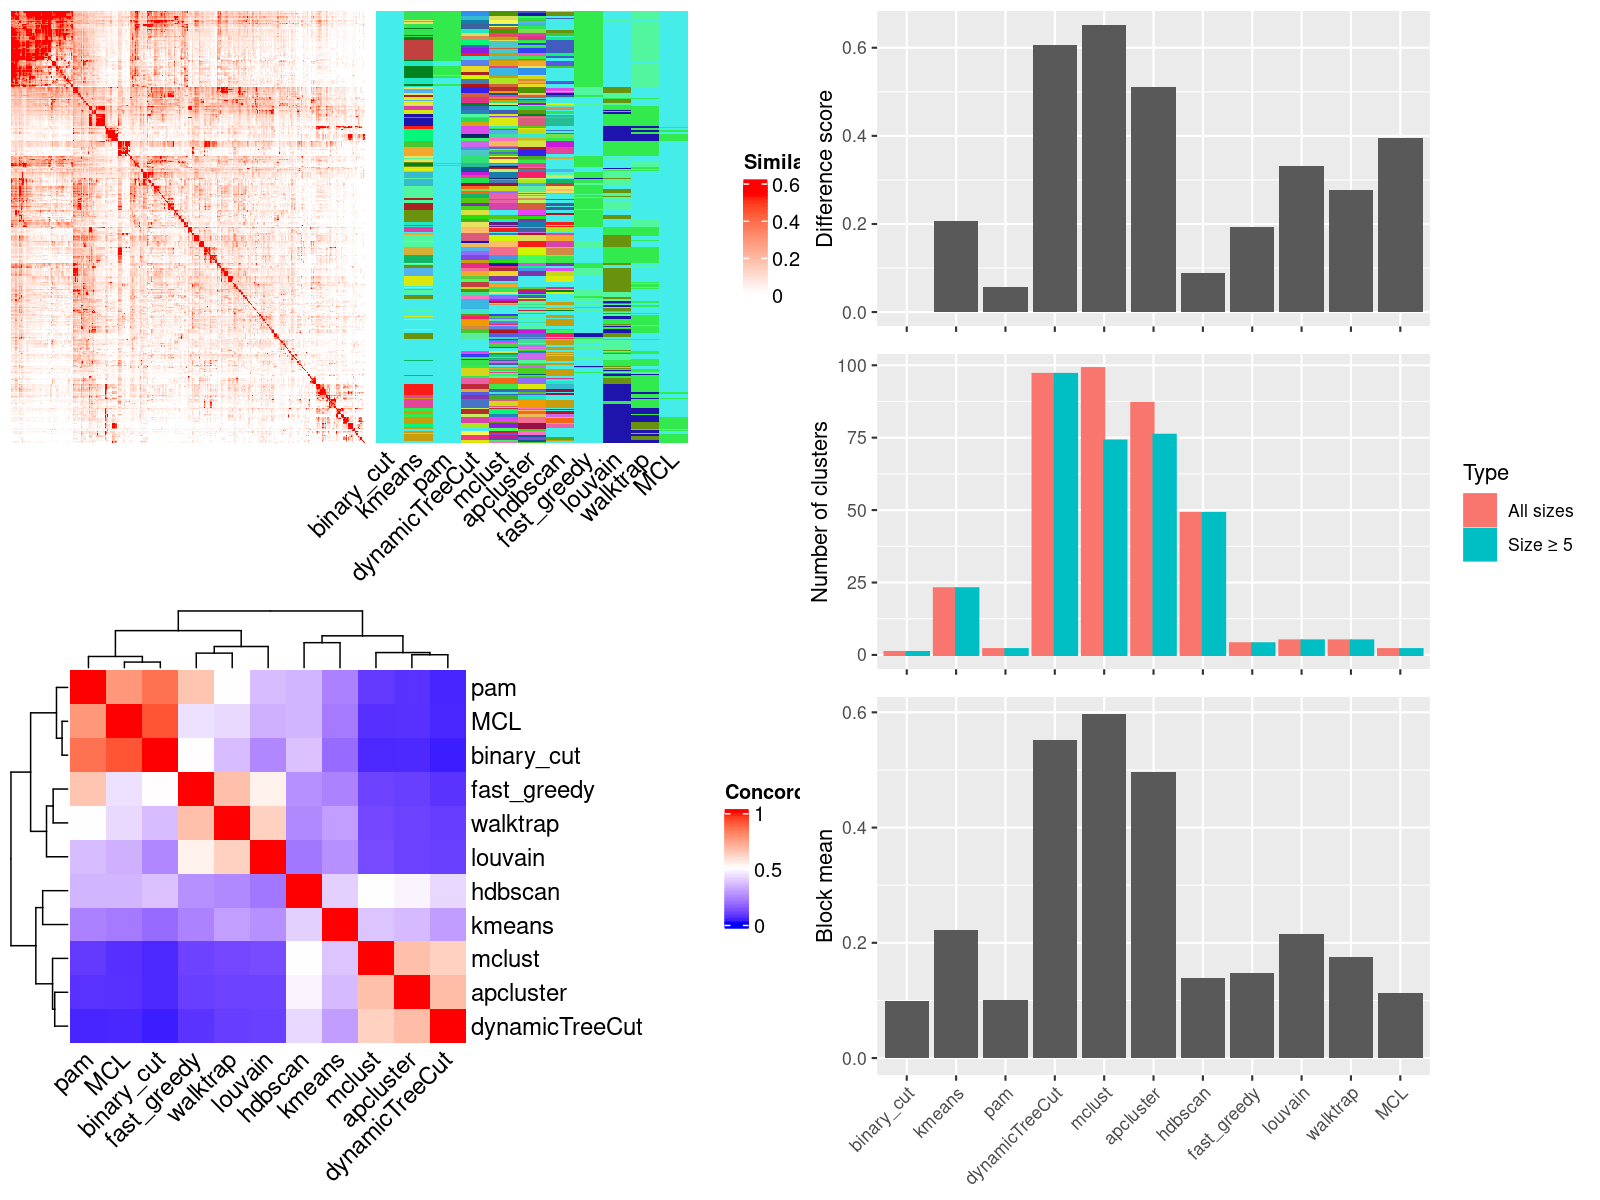 Simila
0.6
0.4
0.2
0
binary_cut
kmeans
pam
dynamicTreeCut
mclust
apcluster
hdbscan
fast_greedy
louvain
walktrap
MCL
pam
MCL
binary_cut
fast_greedy
walktrap
louvain
hdbscan
kmeans
mclust
apcluster
dynamicTreeCut
Concord
1
0.5
0
pam
MCL
binary_cut
fast_greedy
walktrap
louvain
hdbscan
kmeans
mclust
apcluster
dynamicTreeCut
Difference score
0.6
0.4
0.2
0.0
Number of clusters
100
75
50
25
0
Type
All sizes
Size ≥ 5
Block mean
0.6
0.4
0.2
0.0
binary_cut
kmeans
pam
dynamicTreeCut
mclust
apcluster
hdbscan
fast_greedy
louvain
walktrap
MCL